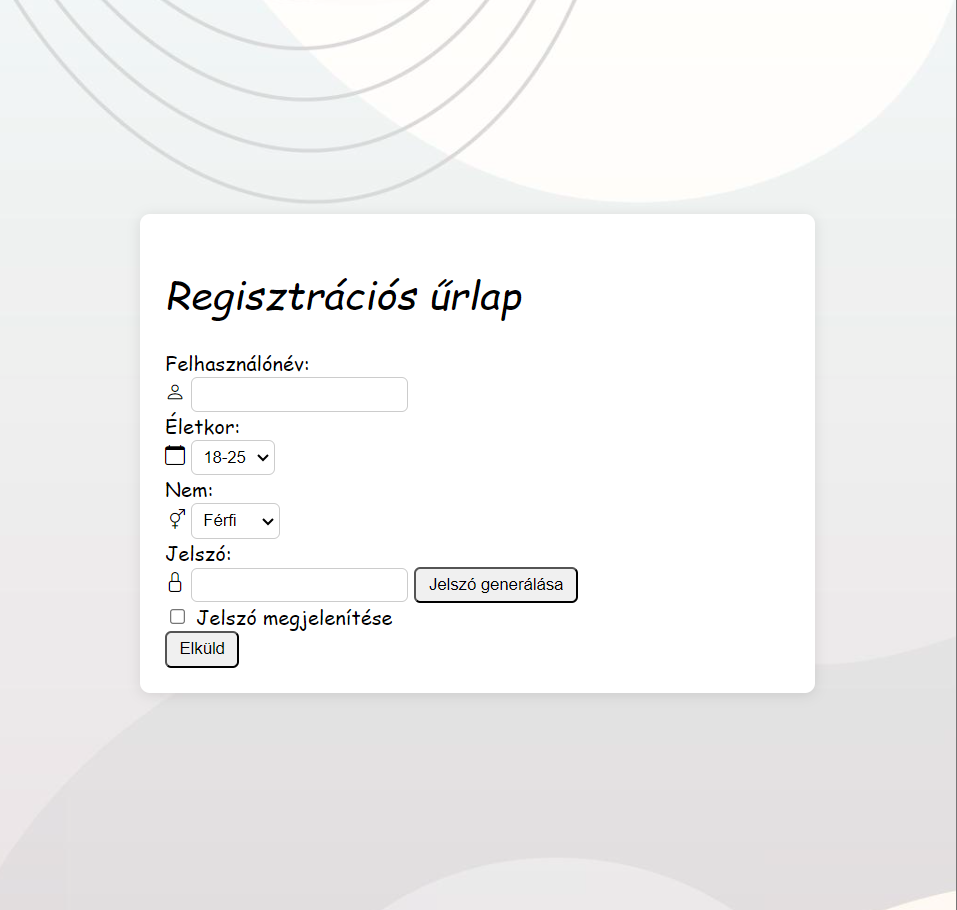 Regisztrációs űrlap
Felhasználónév:
Életkor:
18-25
Nem:
Férfi
Jelszó:
Jelszó generálása
Jelszó megjelenítése
Elküld